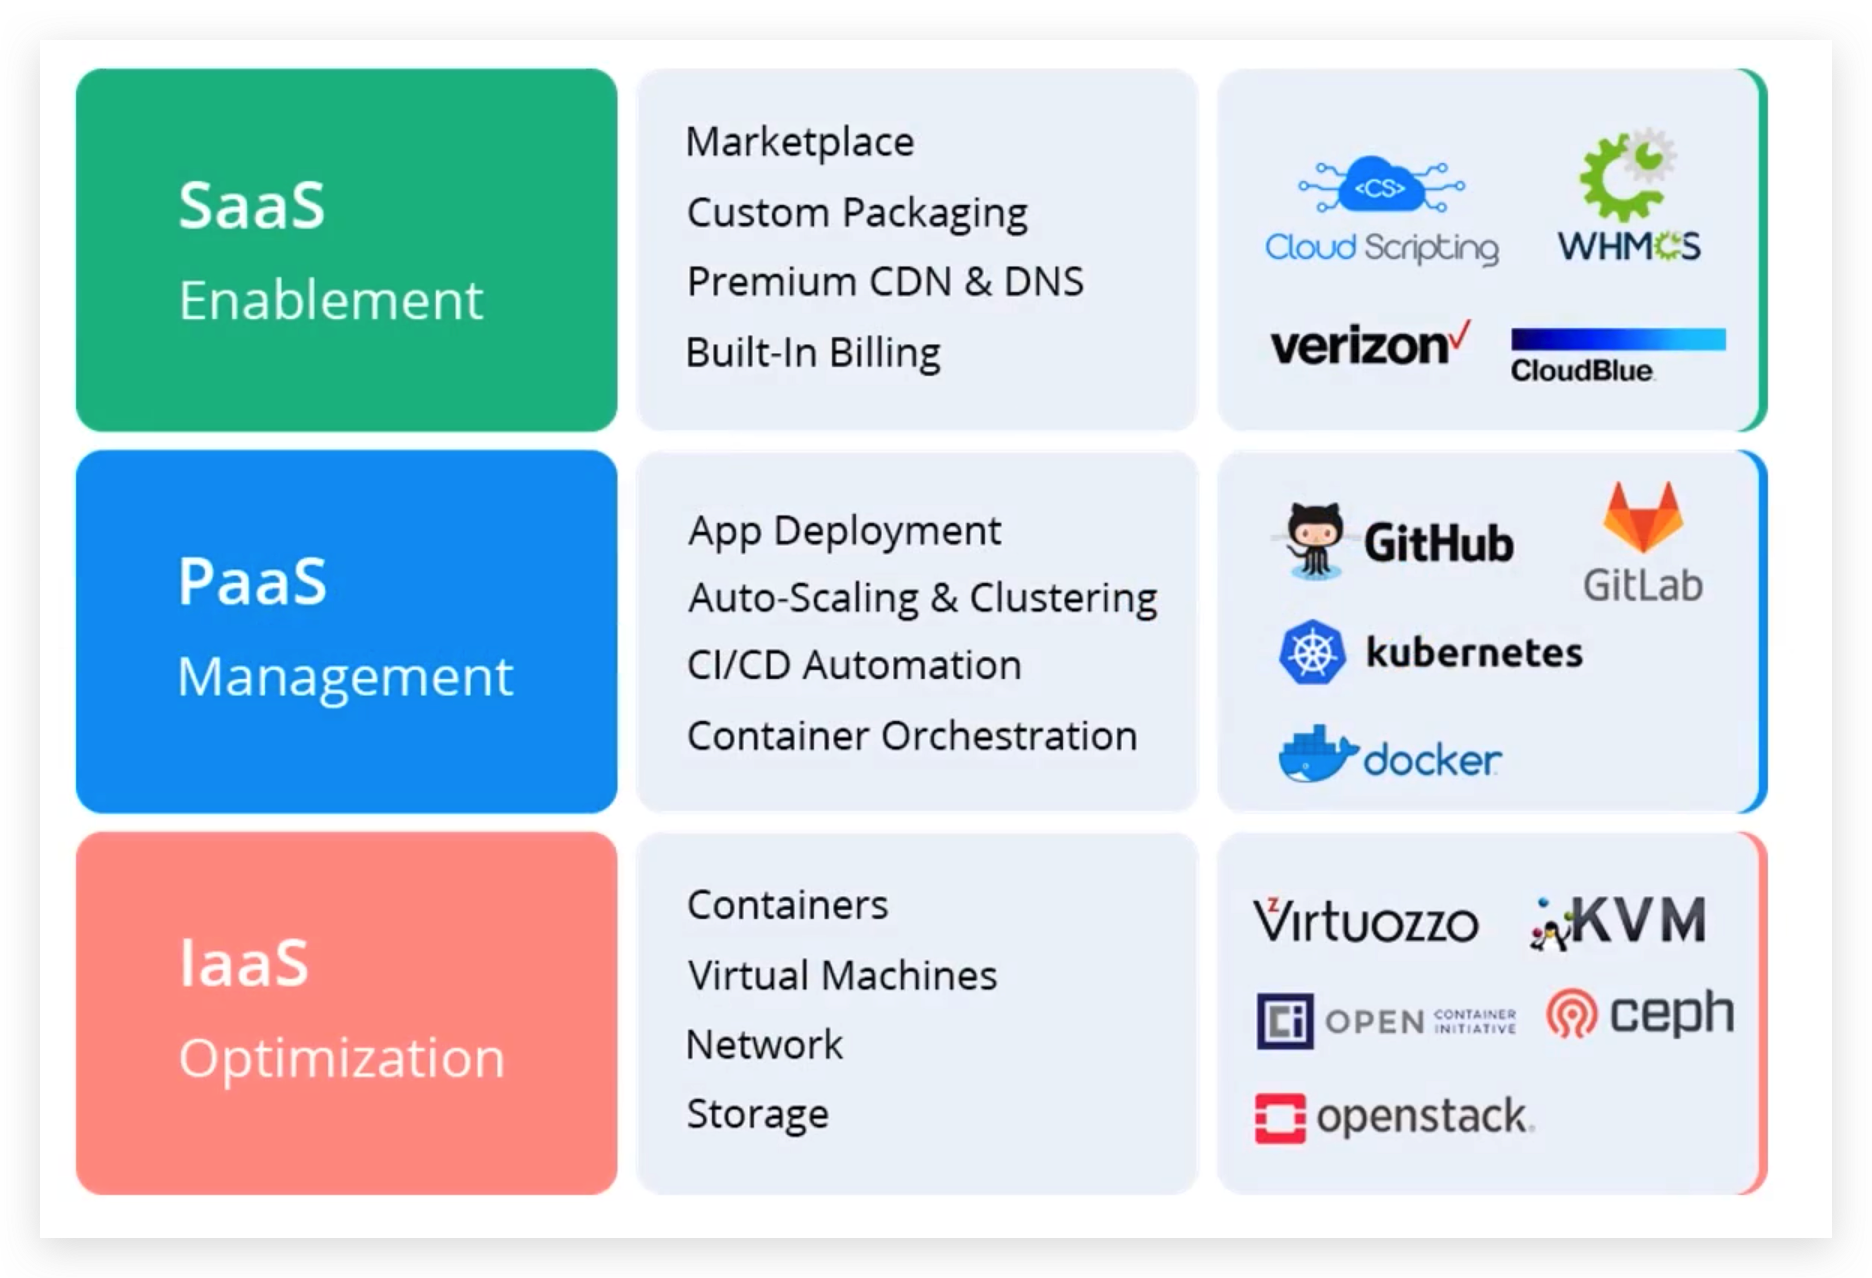 SaaS
Enablement
Marketplace
Custom Packaging
Premium CDN & DNS
Built-In Billing
<CS>
Cloud Scripting
WHMCS
verizon
CloudBlue
PaaS
Management
App Deployment
Auto-Scaling & Clustering
CI/CD Automation
Container Orchestration
GitHub
GitLab
kubernetes
docker
IaaS
Optimization
Containers
Virtual Machines
Network
Storage
Virtuozzo
KVM
OPEN CONTAINER
INITIATIVE
ceph
openstack